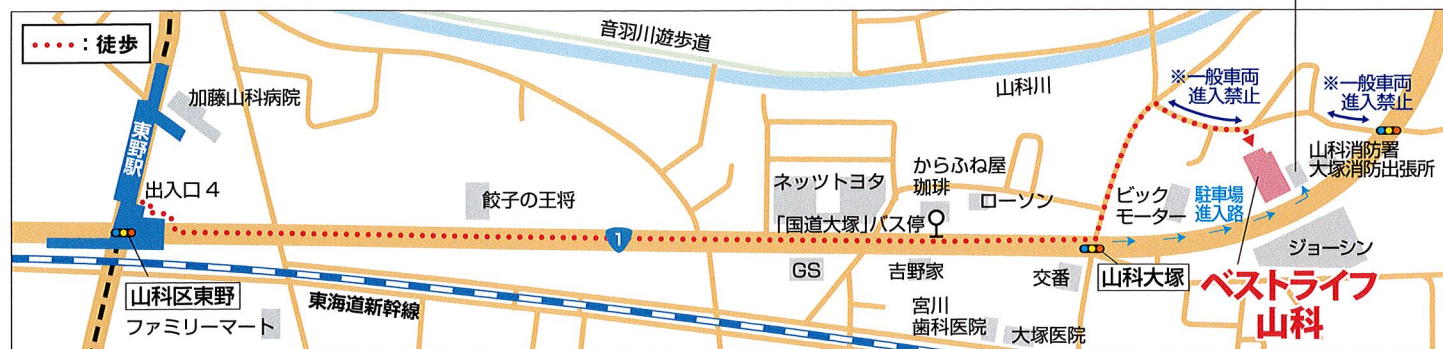 ：徒歩
音羽川遊歩道
山科川
※一般車両
進入禁止
※一般車両
進入禁止
加藤山科病院
東野駅
出入口4
餃子の王将
ネッツトヨタ
からふね屋
珈琲
ローソン
ビック
モーター
駐車場
進入路
山科消防署
大塚消防出張所
「国道大塚」バス停
1
GS
吉野家
交番
山科大塚
ジョーシン
ベストライフ
山科
山科区東野
ファミリーマート
東海道新幹線
宮川
歯科医院
大塚医院